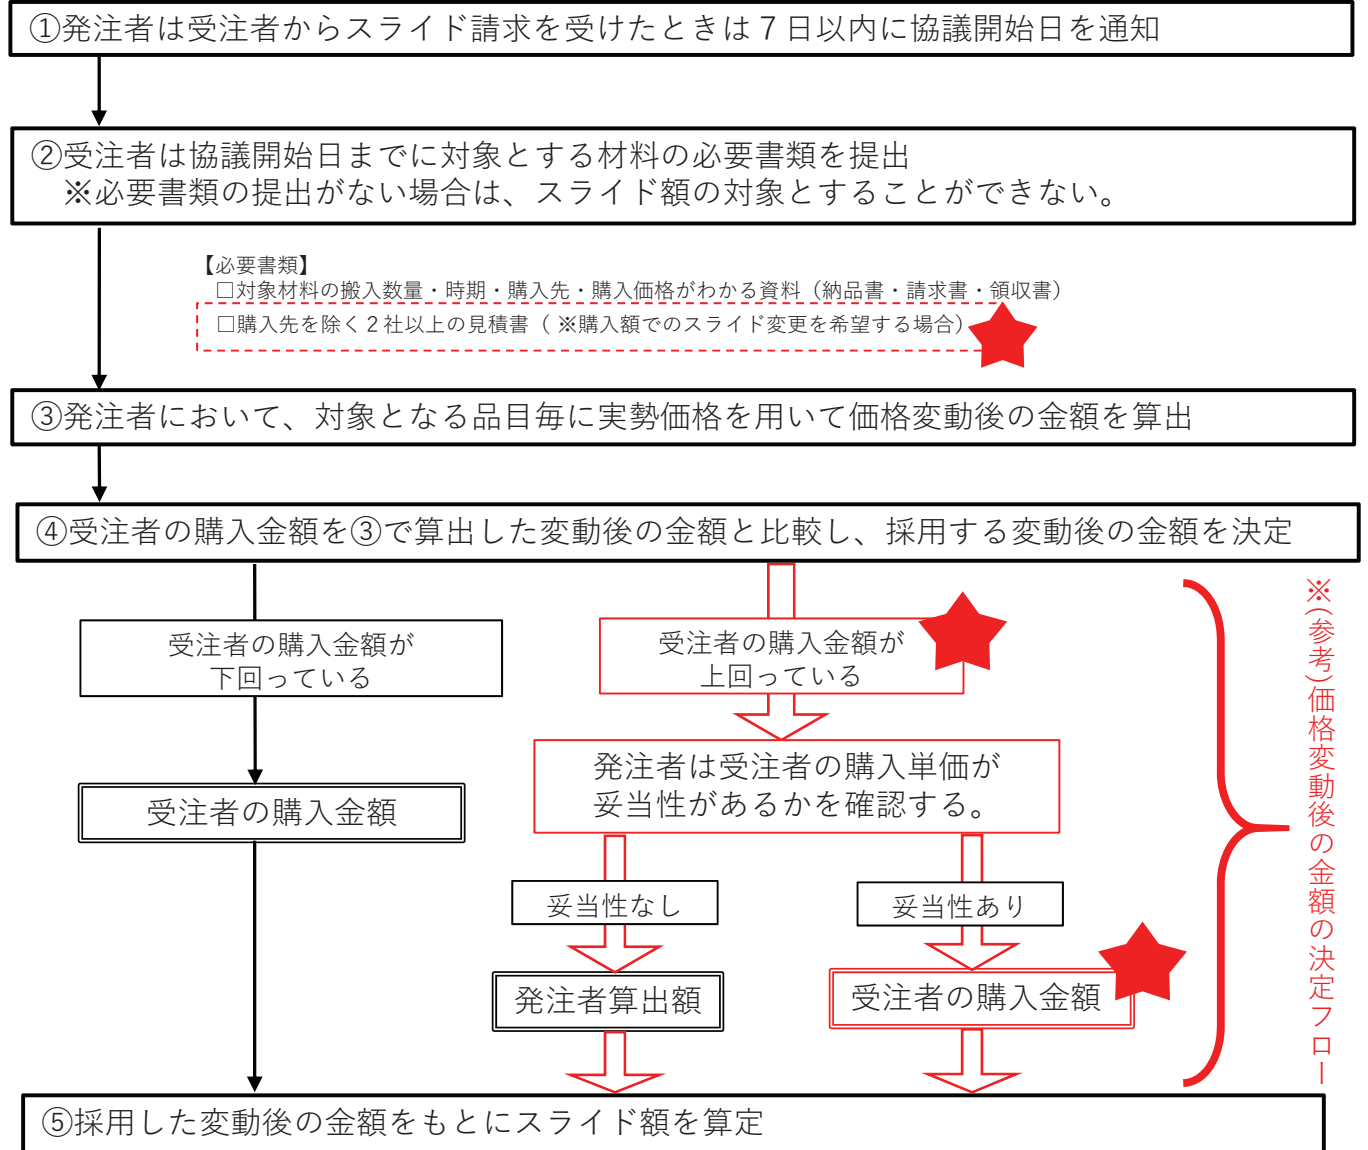 ①発注者は受注者からスライド請求を受けたときは７日以内に協議開始日を通知
②受注者は協議開始日までに対象とする材料の必要書類を提出
※必要書類の提出がない場合は、スライド額の対象とすることができない。
【必要書類】
□対象材料の搬入数量・時期・購入先・購入価格がわかる資料（納品書・請求書・領収書）
□購入先を除く２社以上の見積書（ ※購入額でのスライド変更を希望する場合）
③発注者において、対象となる品目毎に実勢価格を用いて価格変動後の金額を算出
④受注者の購入金額を③で算出した変動後の金額と比較し、採用する変動後の金額を決定
受注者の購入金額が
下回っている
受注者の購入金額が
上回っている
※(参考)価格変動後の金額の決定フロー
発注者は受注者の購入単価が
妥当性があるかを確認する。
受注者の購入金額
妥当性なし
妥当性あり
発注者算出額
受注者の購入金額
⑤採用した変動後の金額をもとにスライド額を算定